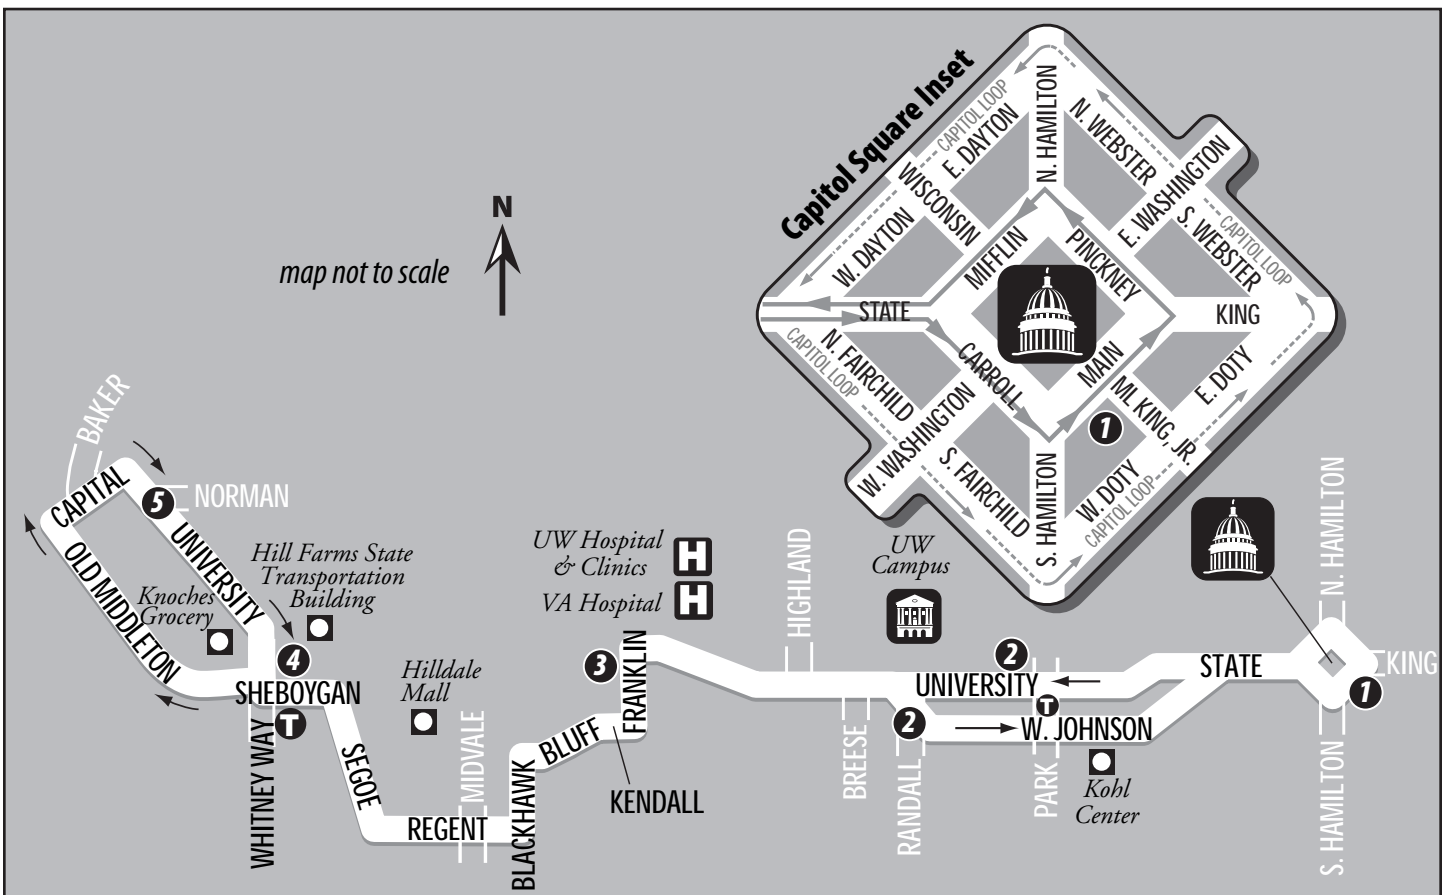 Capitol Square Inset
CAPITOL LOOP
E. DAYTON
N. HAMILTON
N. WEBSTER
WISCONSIN
E. WASHINGTON
W. DAYTON
MIFFLIN
PINCKNEY
S. WEBSTER
CAPITOL LOOP
STATE
KING
CAPITOL LOOP
N. FAIRCHILD
CARROLL
MAIN
E. DOTY
W. WASHINGTON
1
ML KING, JR.
S. FAIRCHILD
S. HAMILTON
W. DOTY
CAPITOL LOOP
N
map not to scale
BAKER
CAPITAL
5
NORMAN
UNIVERSITY
OLD MIDDLETON
Knoches
Grocery
Hill Farms State
Transportation
Building
4
SHEBOYGAN
T
WHITNEY WAY
SEGOE
Hilldale
Mall
MIDVALE
REGENT
BLACKHAWK
BLUFF
KENDALL
FRANKLIN
3
UW Hospital
& Clinics
H
VA Hospital
H
HIGHLAND
UW
Campus
BREESE
RANDALL
2
UNIVERSITY
2
T
W. JOHNSON
PARK
Kohl
Center
STATE
N. HAMILTON
KING
1
S. HAMILTON